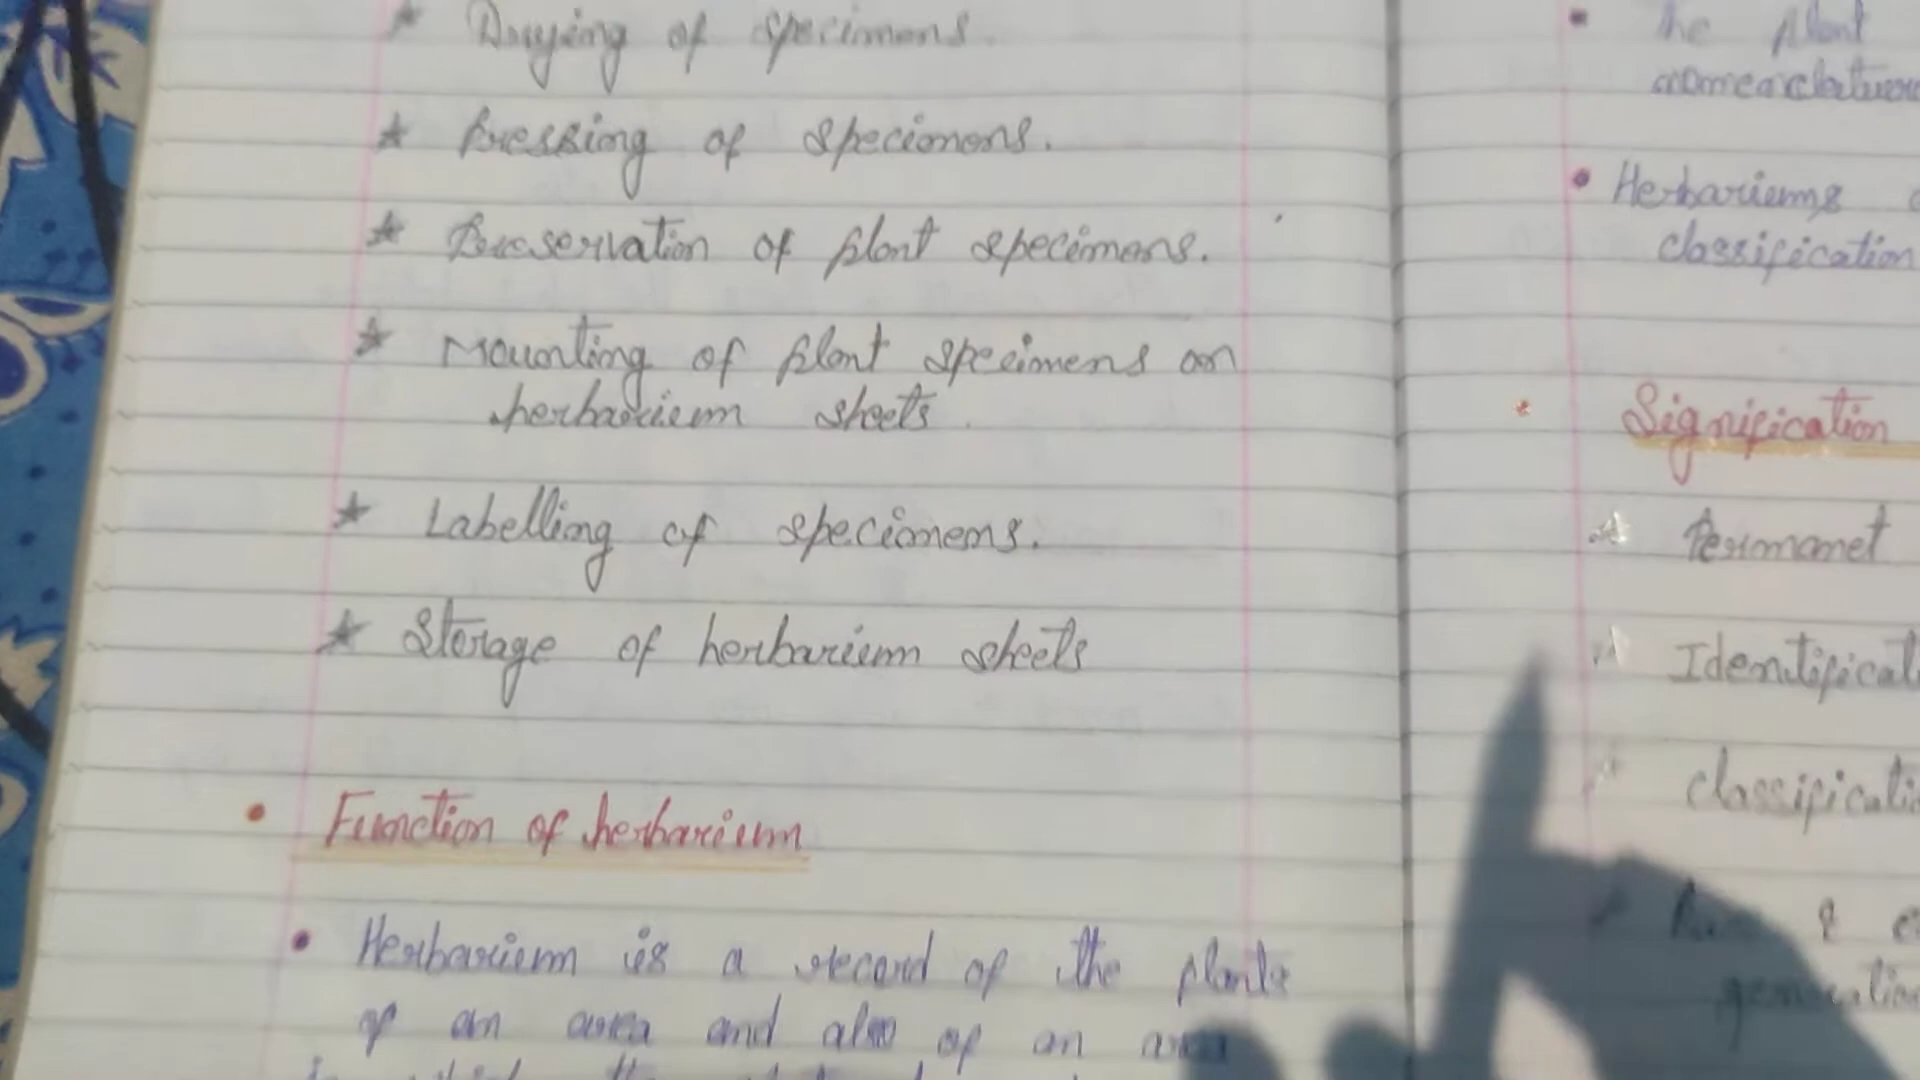 ★ Drying of specimens.
★ Pressing of specimens.
★ Preservation of plant specimens.
★ Mounting of plant specimens on
herbarium sheets.
★ Labelling of specimens.
★ Storage of herbarium sheets
• Function of herbarium
• Herbarium is a record of the plants
of an area and also of an area
• The plant
nomenclature
• Herbariums
classification
• Signification
★ Permanet
Identificati
classificati
&